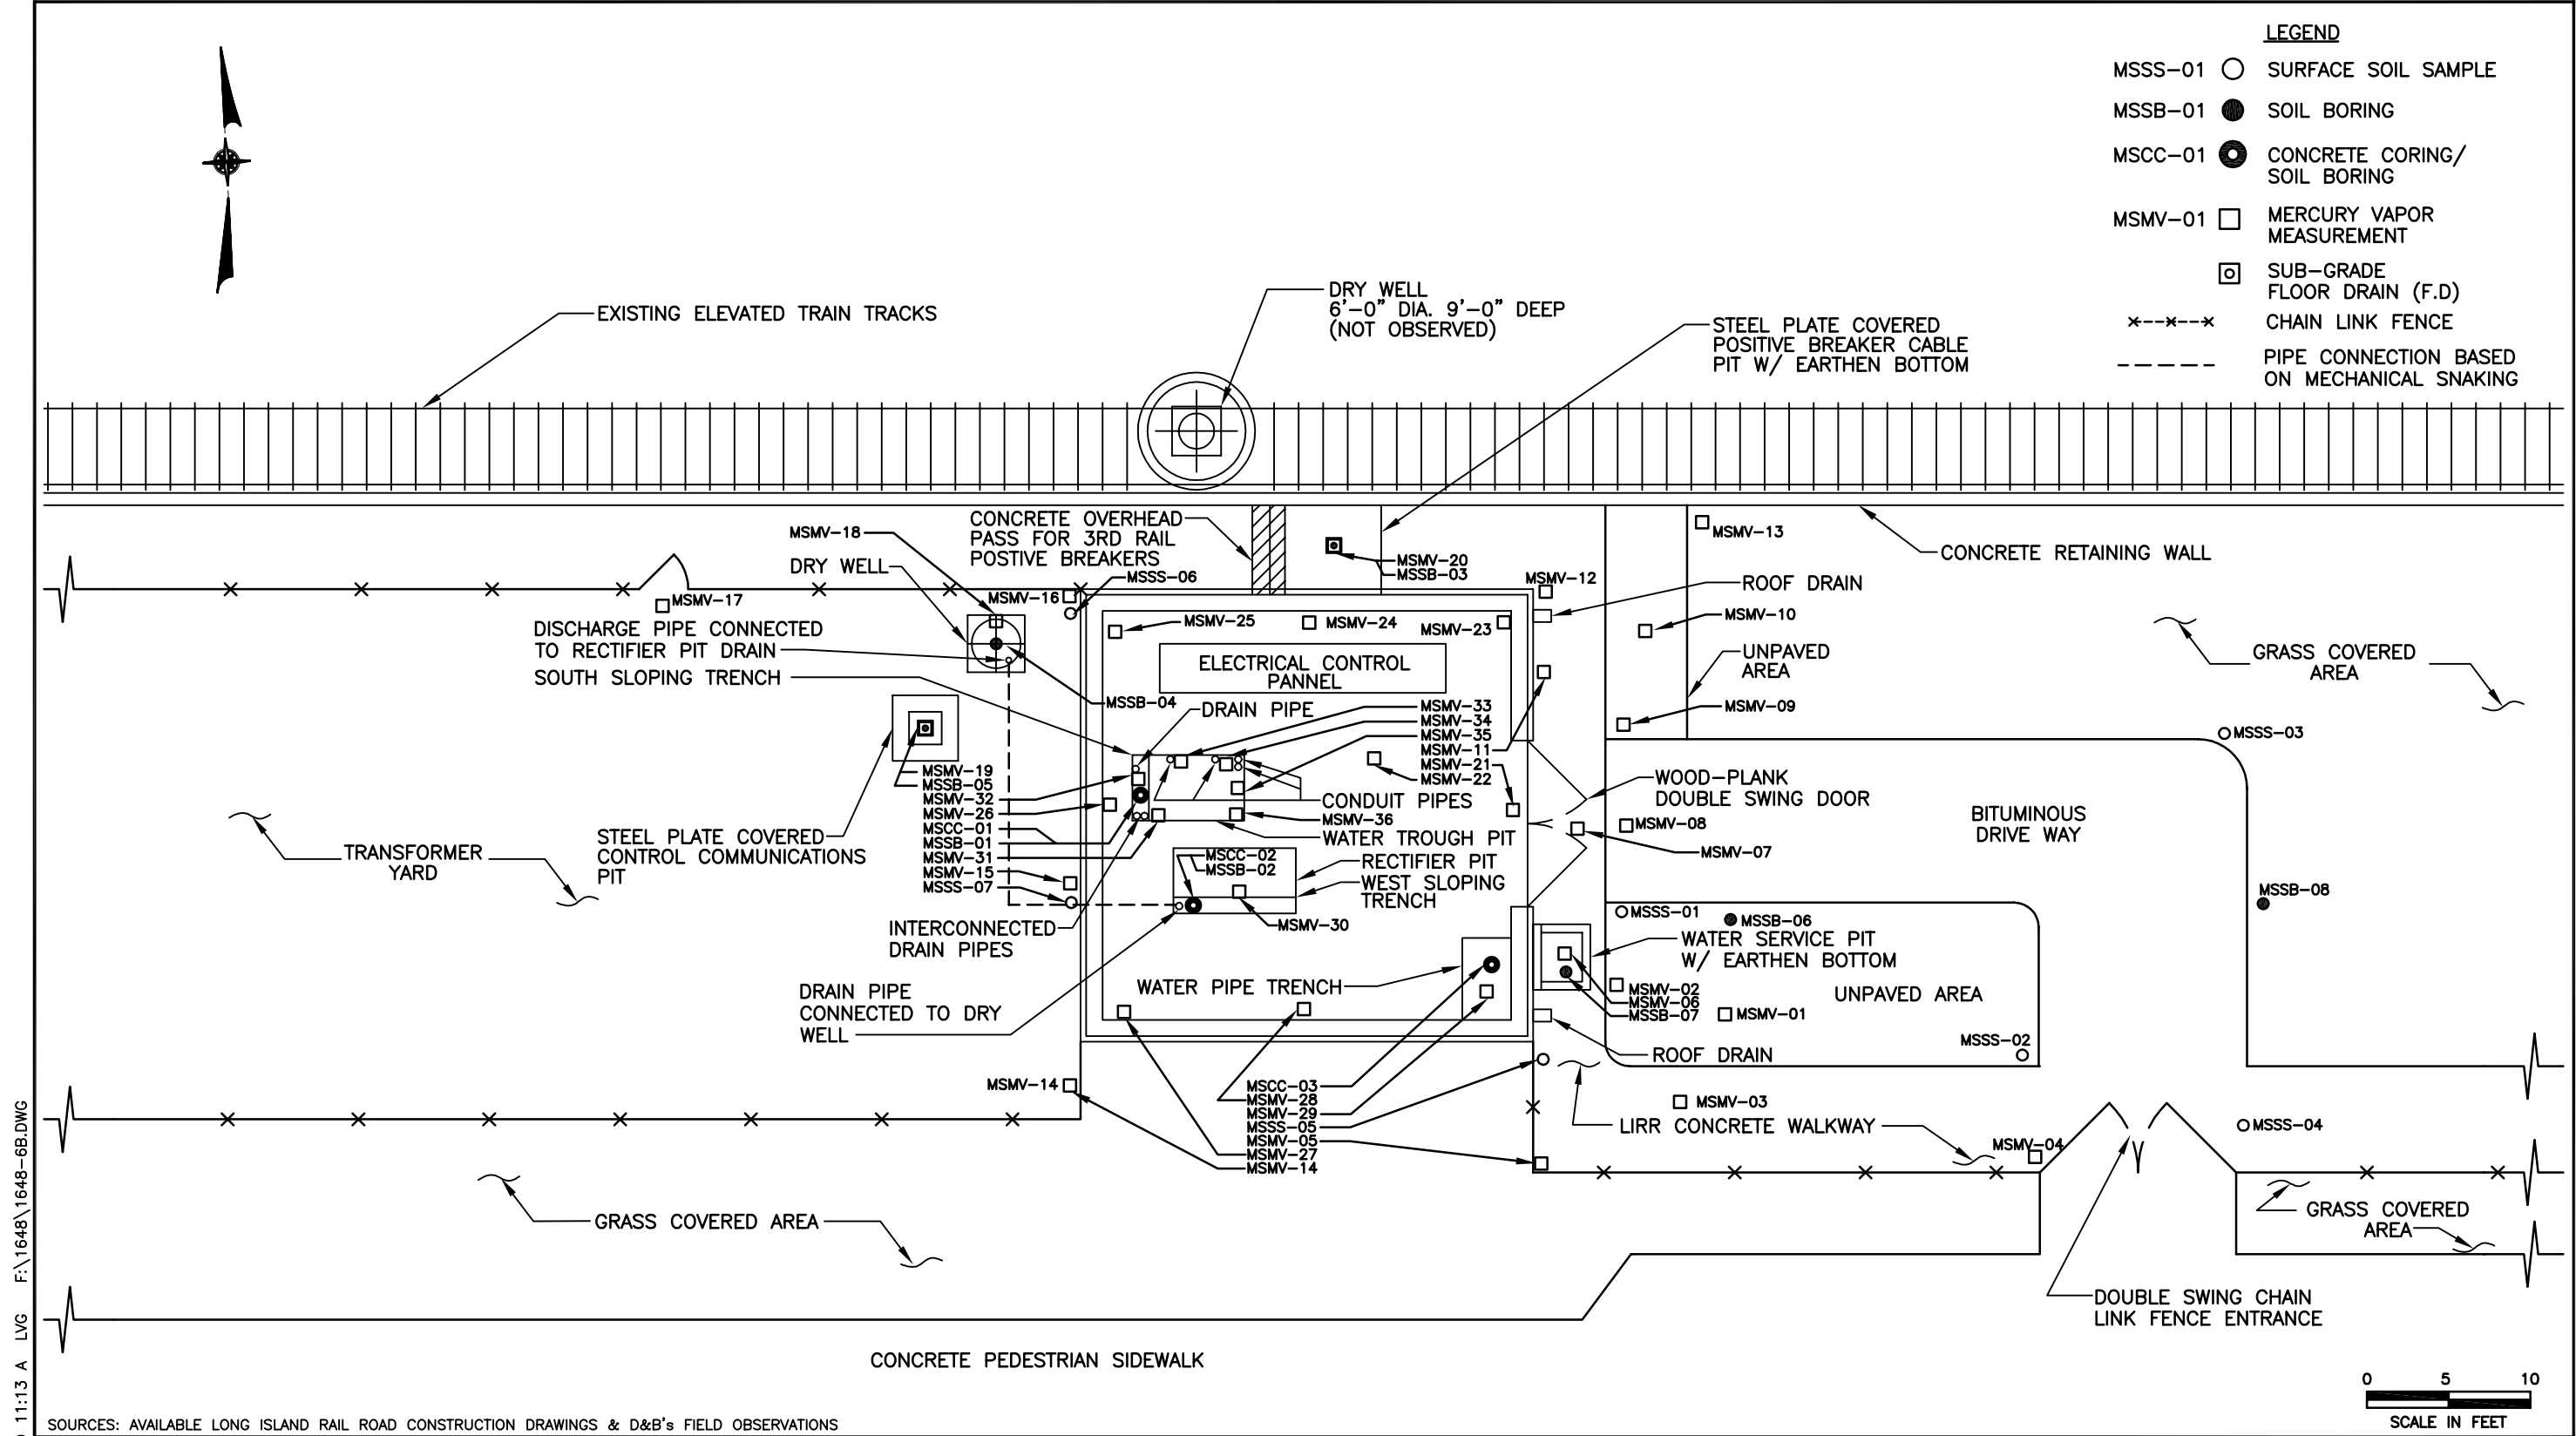 LEGEND
MSSS-01 SURFACE SOIL SAMPLE
MSSB-01 SOIL BORING
MSCC-01 CONCRETE CORING/
SOIL BORING
MSMV-01 MERCURY VAPOR
MEASUREMENT
SUB-GRADE
FLOOR DRAIN (F.D)
CHAIN LINK FENCE
PIPE CONNECTION BASED
ON MECHANICAL SNAKING
EXISTING ELEVATED TRAIN TRACKS
DRY WELL
6'-0" DIA. 9'-0" DEEP
(NOT OBSERVED)
STEEL PLATE COVERED
POSITIVE BREAKER CABLE
PIT W/ EARTHEN BOTTOM
CONCRETE OVERHEAD
PASS FOR 3RD RAIL
POSTIVE BREAKERS
MSMV-18
DRY WELL
MSSS-06
MSMV-16
MSMV-17
DISCHARGE PIPE CONNECTED
TO RECTIFIER PIT DRAIN
SOUTH SLOPING TRENCH
MSMV-20
MSSB-03
MSMV-12
MSMV-13
CONCRETE RETAINING WALL
ROOF DRAIN
MSMV-10
UNPAVED
AREA
MSMV-09
GRASS COVERED
AREA
MSSS-03
MSMV-25
MSMV-24
MSMV-23
ELECTRICAL CONTROL
PANNEL
MSSB-04
DRAIN PIPE
MSMV-33
MSMV-34
MSMV-35
MSMV-11
MSMV-21
MSMV-22
CONDUIT PIPES
MSMV-36
WATER TROUGH PIT
MSMV-19
MSSB-05
MSMV-32
MSMV-26
MSCC-01
MSSB-01
MSMV-31
MSMV-15
MSSS-07
STEEL PLATE COVERED
CONTROL COMMUNICATIONS
PIT
TRANSFORMER
YARD
MSCC-02
MSSB-02
RECTIFIER PIT
WEST SLOPING
TRENCH
MSMV-30
INTERCONNECTED
DRAIN PIPES
DRAIN PIPE
CONNECTED TO DRY
WELL
WATER PIPE TRENCH
WOOD-PLANK
DOUBLE SWING DOOR
MSMV-08
MSMV-07
BITUMINOUS
DRIVE WAY
MSSB-08
MSSS-01
MSSB-06
WATER SERVICE PIT
W/ EARTHEN BOTTOM
MSMV-02
MSMV-06
MSSB-07
MSMV-01
UNPAVED AREA
MSSS-02
ROOF DRAIN
MSMV-14
MSCC-03
MSMV-28
MSMV-29
MSSS-05
MSMV-05
MSMV-27
MSMV-14
MSMV-03
LIRR CONCRETE WALKWAY
MSMV-04
MSSS-04
GRASS COVERED AREA
GRASS COVERED
AREA
DOUBLE SWING CHAIN
LINK FENCE ENTRANCE
CONCRETE PEDESTRIAN SIDEWALK
0 5 10
SCALE IN FEET
SOURCES: AVAILABLE LONG ISLAND RAIL ROAD CONSTRUCTION DRAWINGS & D&B's FIELD OBSERVATIONS
11:13 A LVG F:\1648\1648-6B.DWG